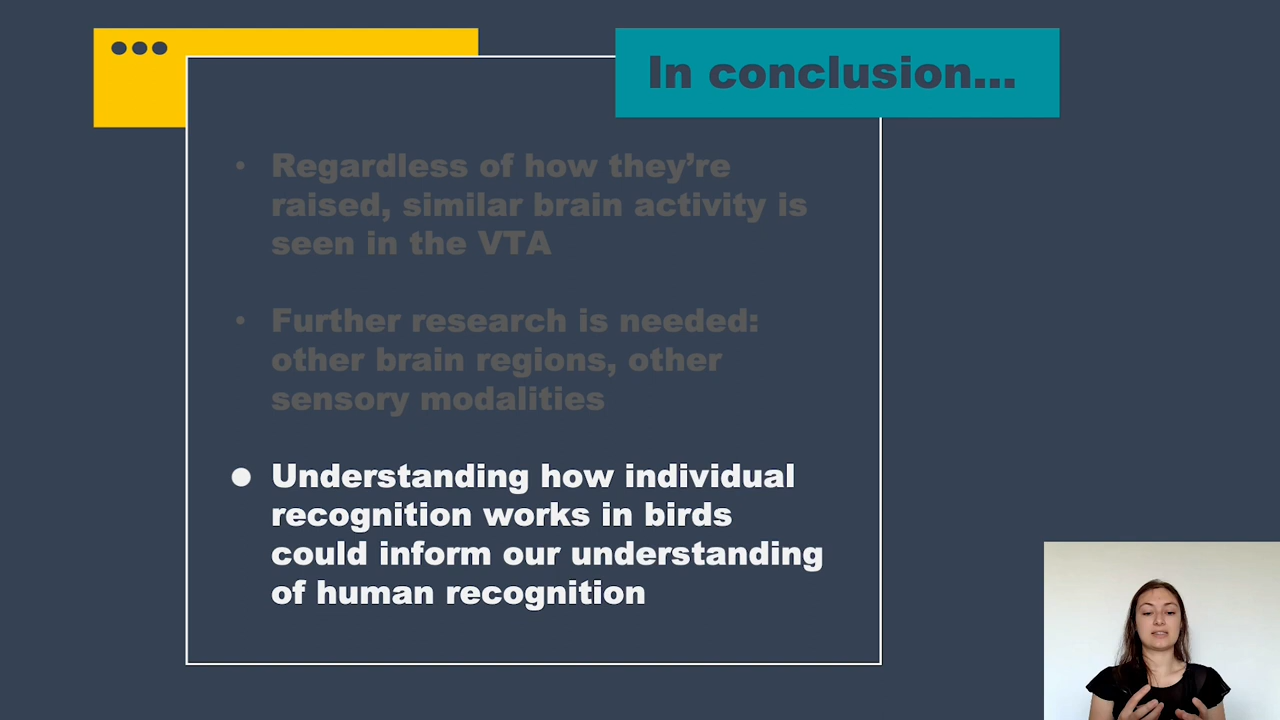 In conclusion...
• Regardless of how they’re
raised, similar brain activity is
seen in the VTA
• Further research is needed:
other brain regions, other
sensory modalities
● Understanding how individual
recognition works in birds
could inform our understanding
of human recognition